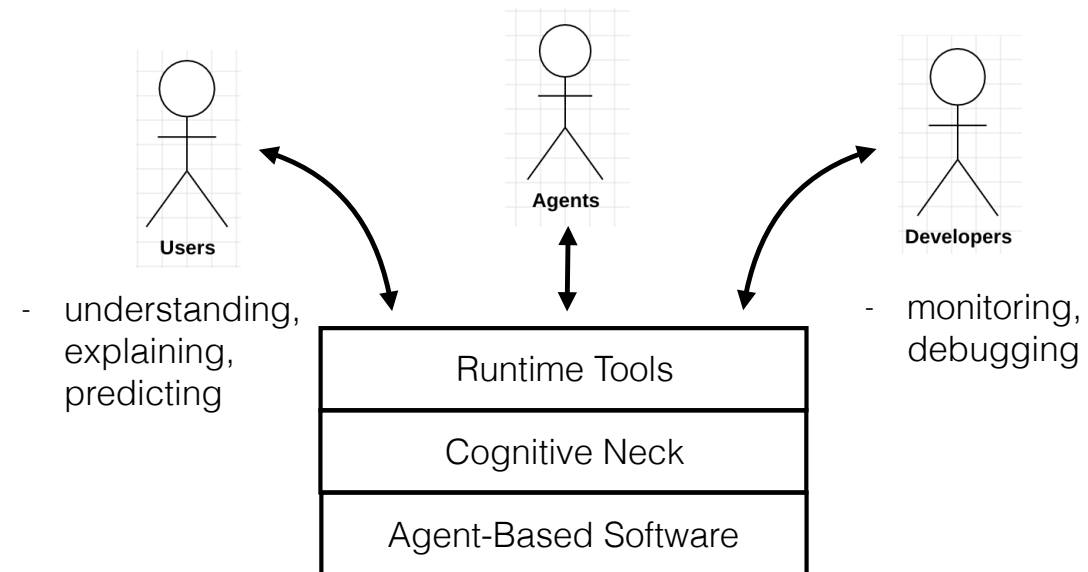 Agents
Users
Developers
- understanding,
explaining,
predicting
- monitoring,
debugging
Runtime Tools
Cognitive Neck
Agent-Based Software